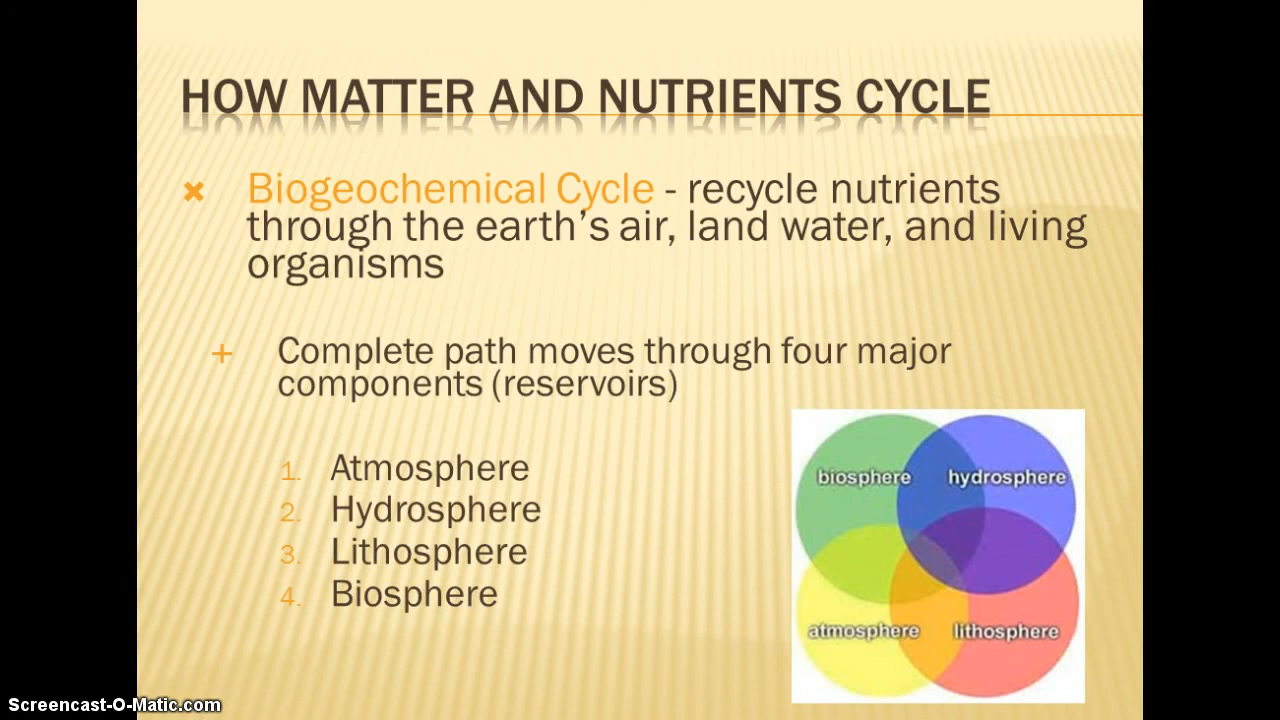 HOW MATTER AND NUTRIENTS CYCLE
Biogeochemical Cycle - recycle nutrients
through the earth’s air, land water, and living
organisms
+ Complete path moves through four major
components (reservoirs)
1. Atmosphere
2. Hydrosphere
3. Lithosphere
4. Biosphere
biosphere hydrosphere
atmosphere lithosphere
Screencast-O-Matic.com